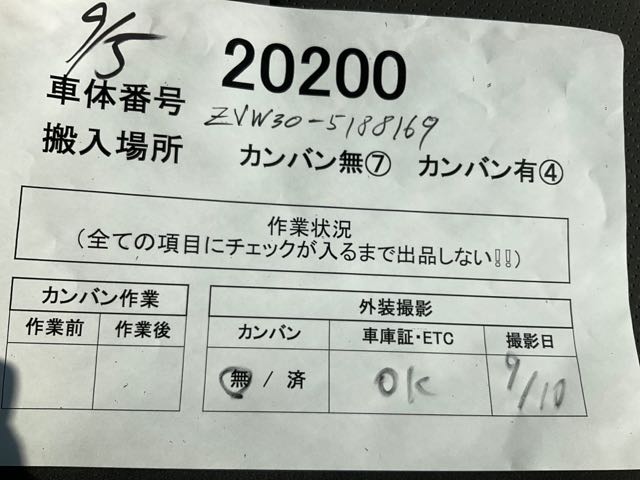 9/5
20200
車体番号 ZVW30-5188169
搬入場所 カンバン無⑦ カンバン有④
作業状況
(全ての項目にチェックが入るまで出品しない!!)
カンバン作業
作業前 作業後
外装撮影
カンバン 車庫証・ETC 撮影日
無 / 済 OK 9/10